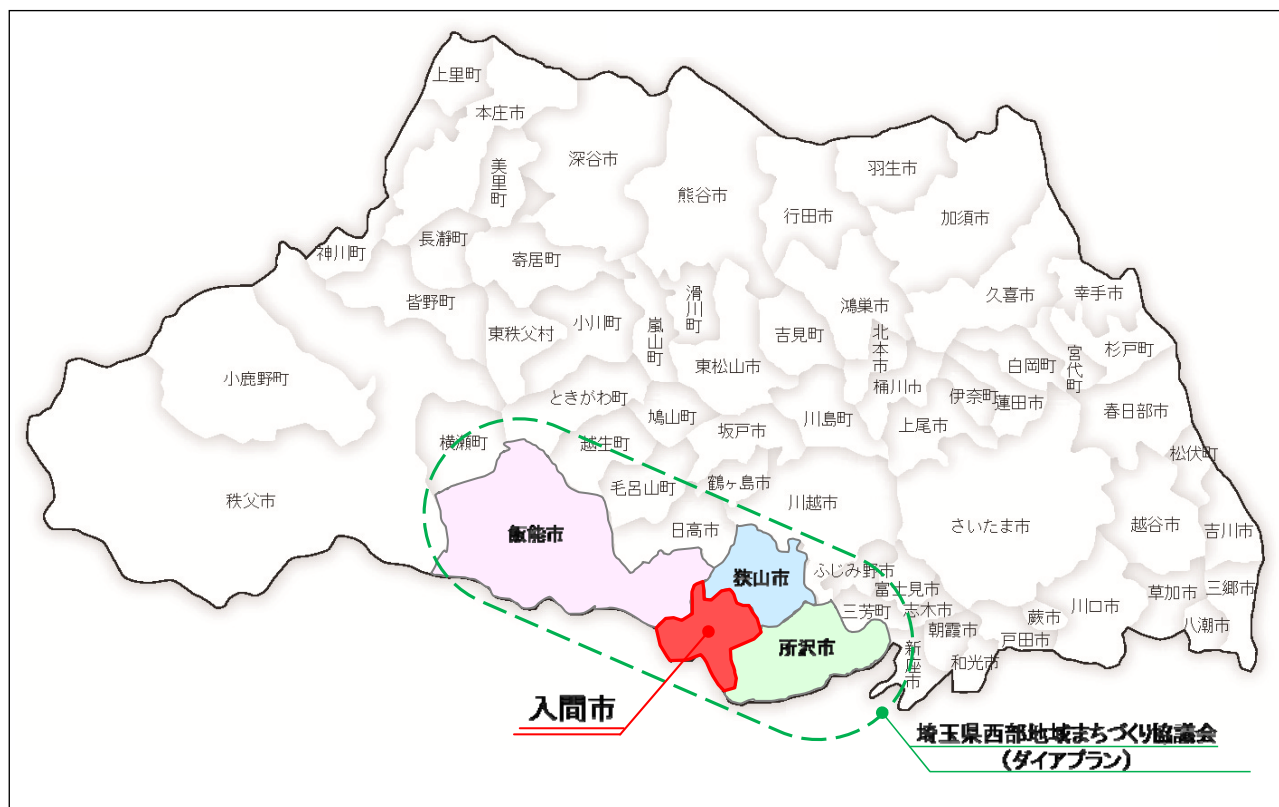 上里町
本庄市
美里町
深谷市
熊谷市
行田市
羽生市
加須市
神川町
長瀞町
寄居町
皆野町
東秩父村
小川町
嵐山町
滑川町
吉見町
鴻巣市
北本市
久喜市
幸手市
小鹿野町
東松山市
桶川市
伊奈町
白岡町
蓮田市
宮代町
杉戸町
ときがわ町
鳩山町
川島町
上尾市
春日部市
横瀬町
越生町
坂戸市
松伏町
秩父市
毛呂山町
鶴ヶ島市
川越市
さいたま市
越谷市
吉川市
飯能市
日高市
狭山市
ふじみ野市
富士見市
三芳町
志木市
朝霞市
新座市
和光市
戸田市
蕨市
川口市
草加市
三郷市
八潮市
所沢市
入間市
埼玉県西部地域まちづくり協議会
(ダイアプラン)